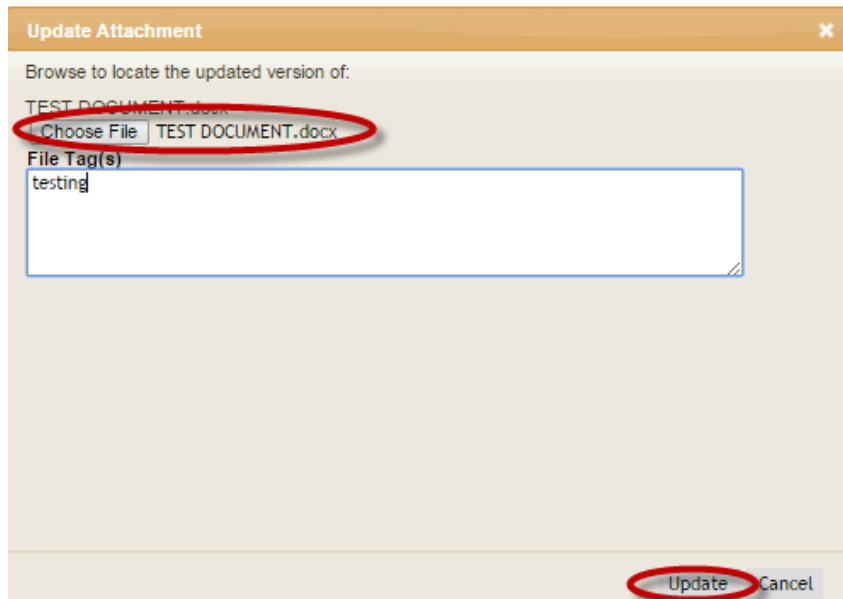 Update Attachment
Browse to locate the updated version of:
TEST DOCUMENT.docx
Choose File TEST DOCUMENT.docx
File Tag(s)
testing
Update Cancel